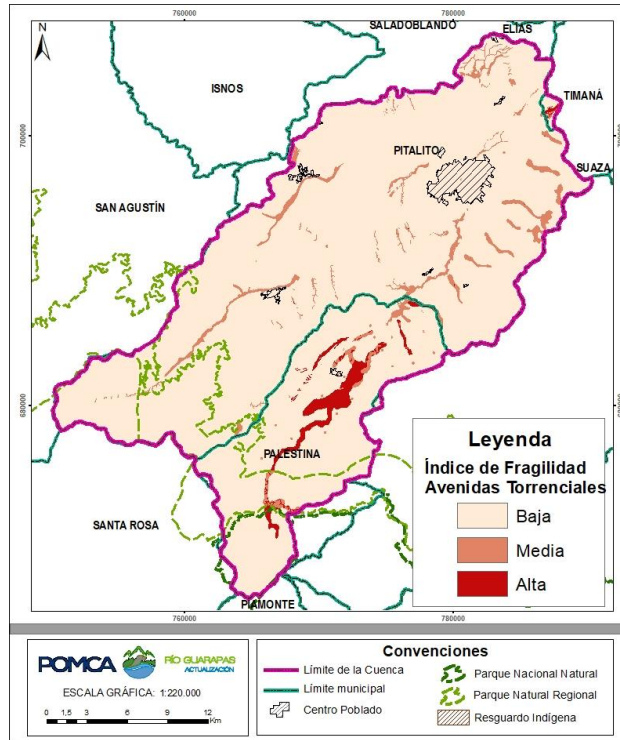 760000
780000
N
SALADOBLANDO
ELÍAS
ISNOS
TIMANÁ
700000
700000
PITALITO
SUAZA
SAN AGUSTÍN
680000
680000
PALESTINA
SANTA ROSA
PIAMONTE
Leyenda
Índice de Fragilidad
Avenidas Torrenciales
Baja
Media
Alta
760000
780000
POMCA
RÍO GUARAPAS
ACTUALIZACIÓN
ESCALA GRÁFICA: 1:220.000
0 1,5 3 6 9 12
Km
Convenciones
Límite de la Cuenca
Límite municipal
Centro Poblado
Parque Nacional Natural
Parque Natural Regional
Resguardo Indígena